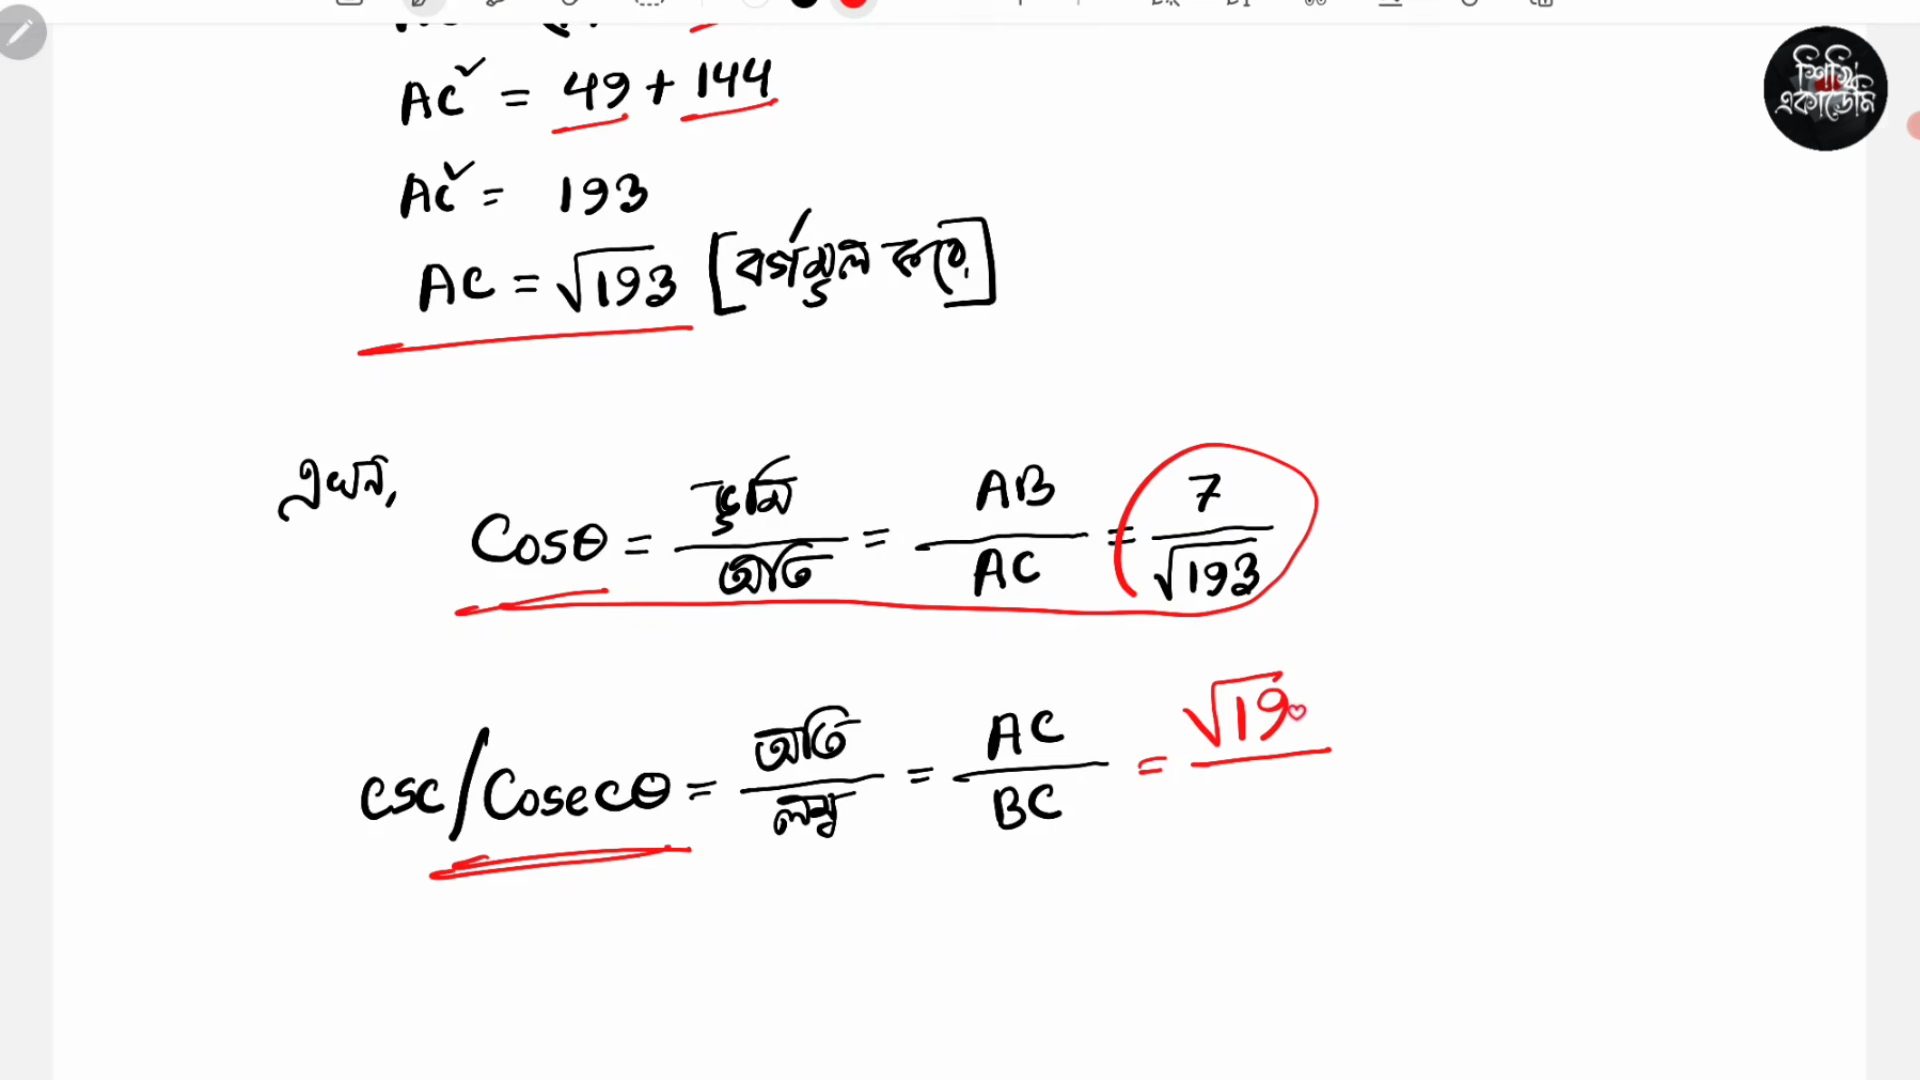 AC² = 49 + 144
AC² = 193
AC = √193 [বর্গমূল করে]
এখন,
Cosθ = ভূমি/অতি = AB/AC = 7/√193
csc/Cosecθ = অতি/লম্ব = AC/BC = √19
শিখি একাডেমি